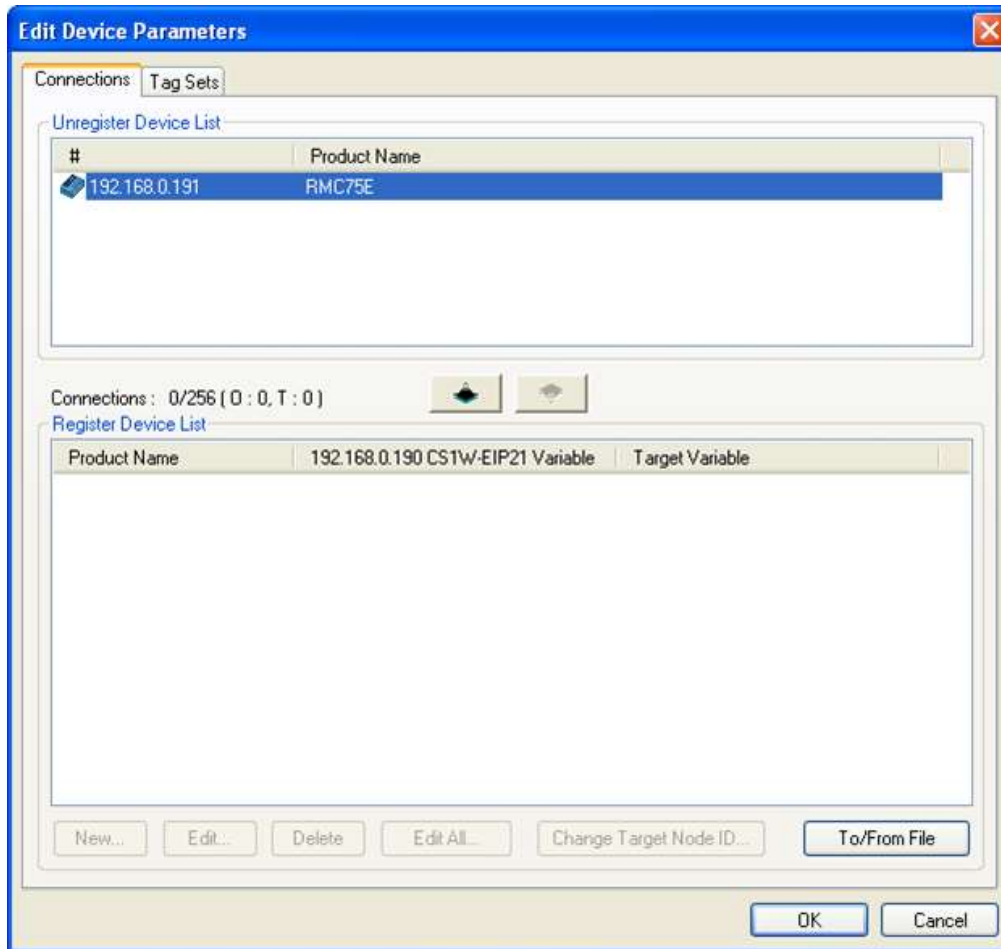 Edit Device Parameters
Connections Tag Sets
Unregister Device List
# Product Name
192.168.0.191 RMC75E
Connections : 0/256 ( O : 0, T : 0 )
Register Device List
Product Name 192.168.0.190 CS1W-EIP21 Variable Target Variable
New... Edit... Delete Edit All... Change Target Node ID... To/From File
OK Cancel